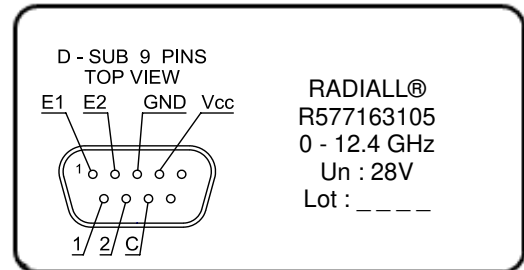 D - SUB 9 PINS
TOP VIEW
E1 E2 GND Vcc
1
1 2 C
RADIALL®
R577163105
0 - 12.4 GHz
Un : 28V
Lot : _ _ _ _